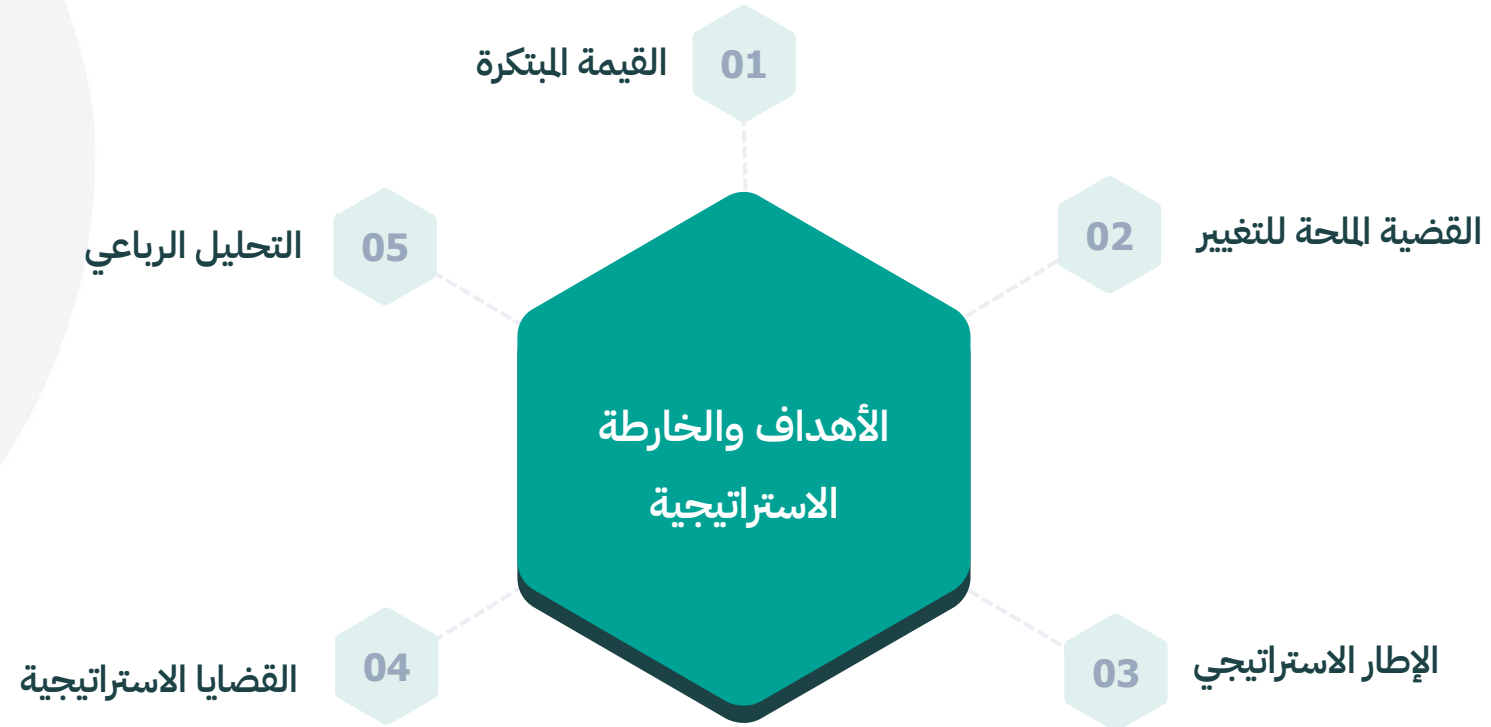 القيمة المبتكرة
01
القضية الملحة للتغيير
02
الإطار الاستراتيجي
03
القضايا الاستراتيجية
04
التحليل الرباعي
05
الأهداف والخارطة
الاستراتيجية